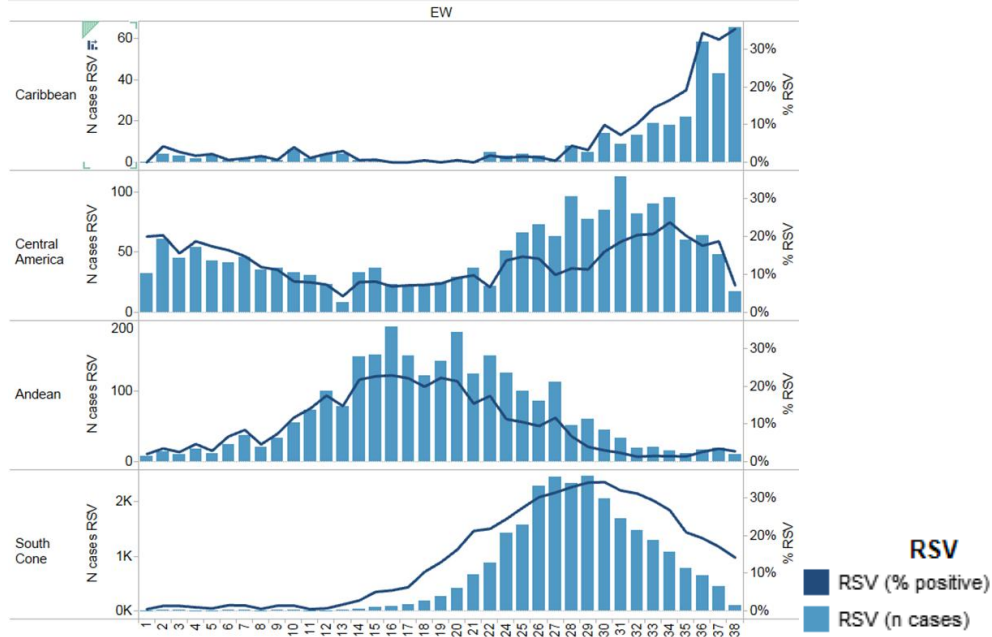 EW
Caribbean
N cases RSV
60
40
20
0
30%
20%
10%
0%
% RSV
Central
America
N cases RSV
100
50
0
30%
20%
10%
0%
% RSV
Andean
N cases RSV
200
100
0
30%
20%
10%
0%
% RSV
South
Cone
N cases RSV
2K
1K
0K
30%
20%
10%
0%
% RSV
1 2 3 4 5 6 7 8 9 10 11 12 13 14 15 16 17 18 19 20 21 22 24 25 26 27 28 29 30 31 32 33 34 35 36 37 38
RSV
RSV (% positive)
RSV (n cases)